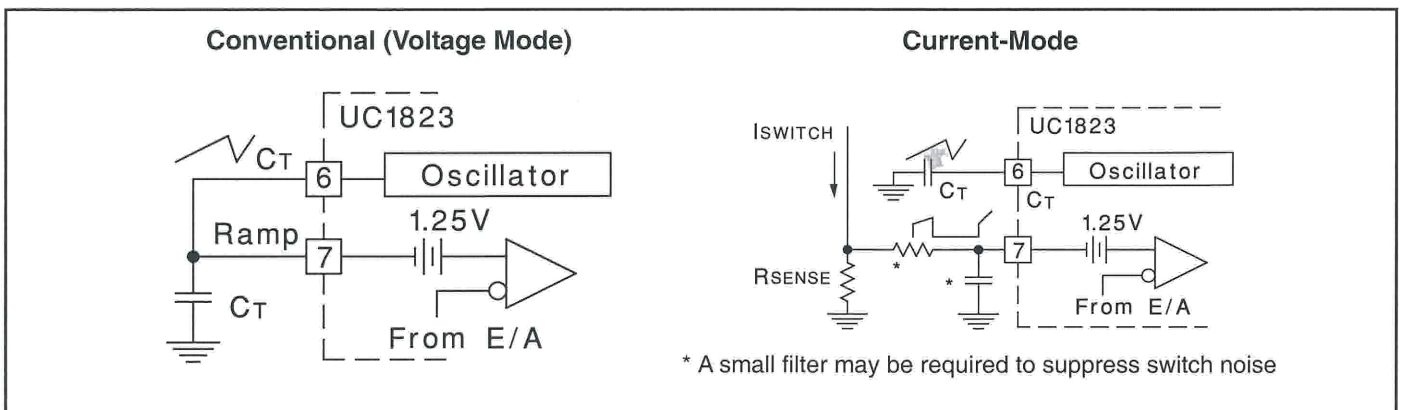 Conventional (Voltage Mode)
UC1823
CT
6
Oscillator
1.25V
Ramp
7
CT
From E/A
Current-Mode
UC1823
ISWITCH
6
Oscillator
CT
CT
1.25V
7
RSENSE
*
*
From E/A
* A small filter may be required to suppress switch noise